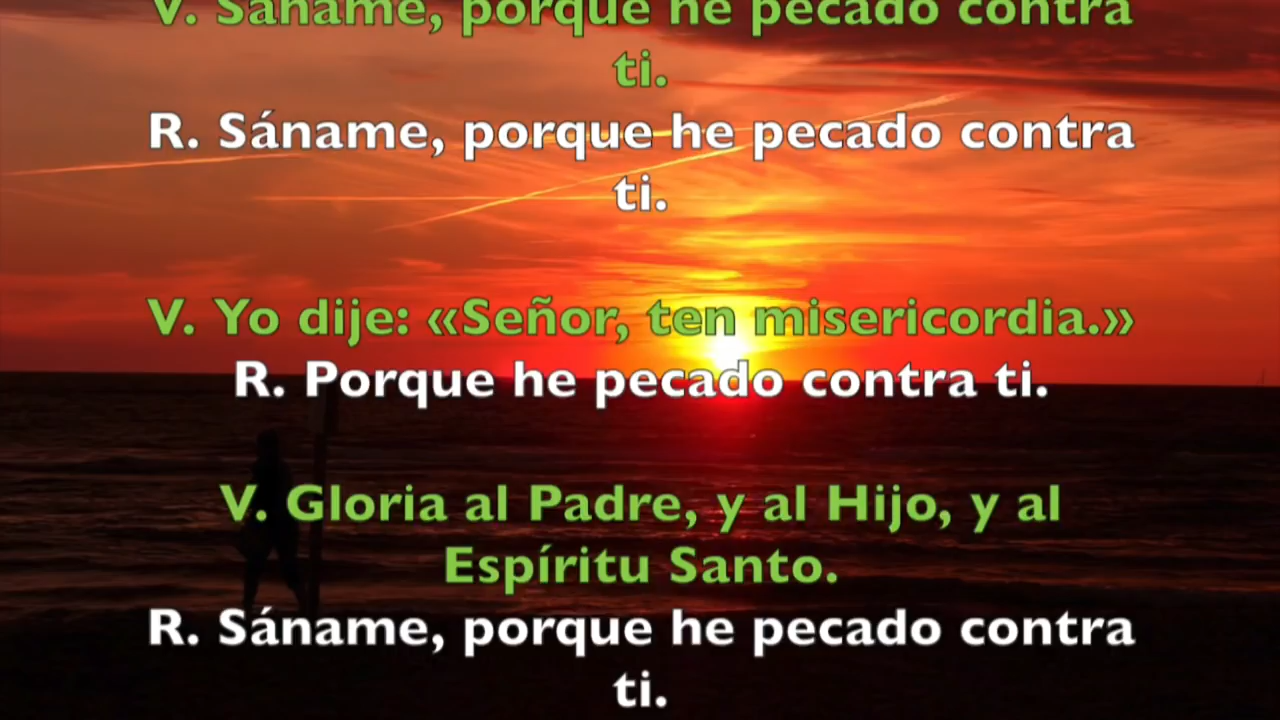 V. Sáname, porque he pecado contra
ti.
R. Sáname, porque he pecado contra
ti.
V. Yo dije: «Señor, ten misericordia.»
R. Porque he pecado contra ti.
V. Gloria al Padre, y al Hijo, y al
Espíritu Santo.
R. Sáname, porque he pecado contra
ti.